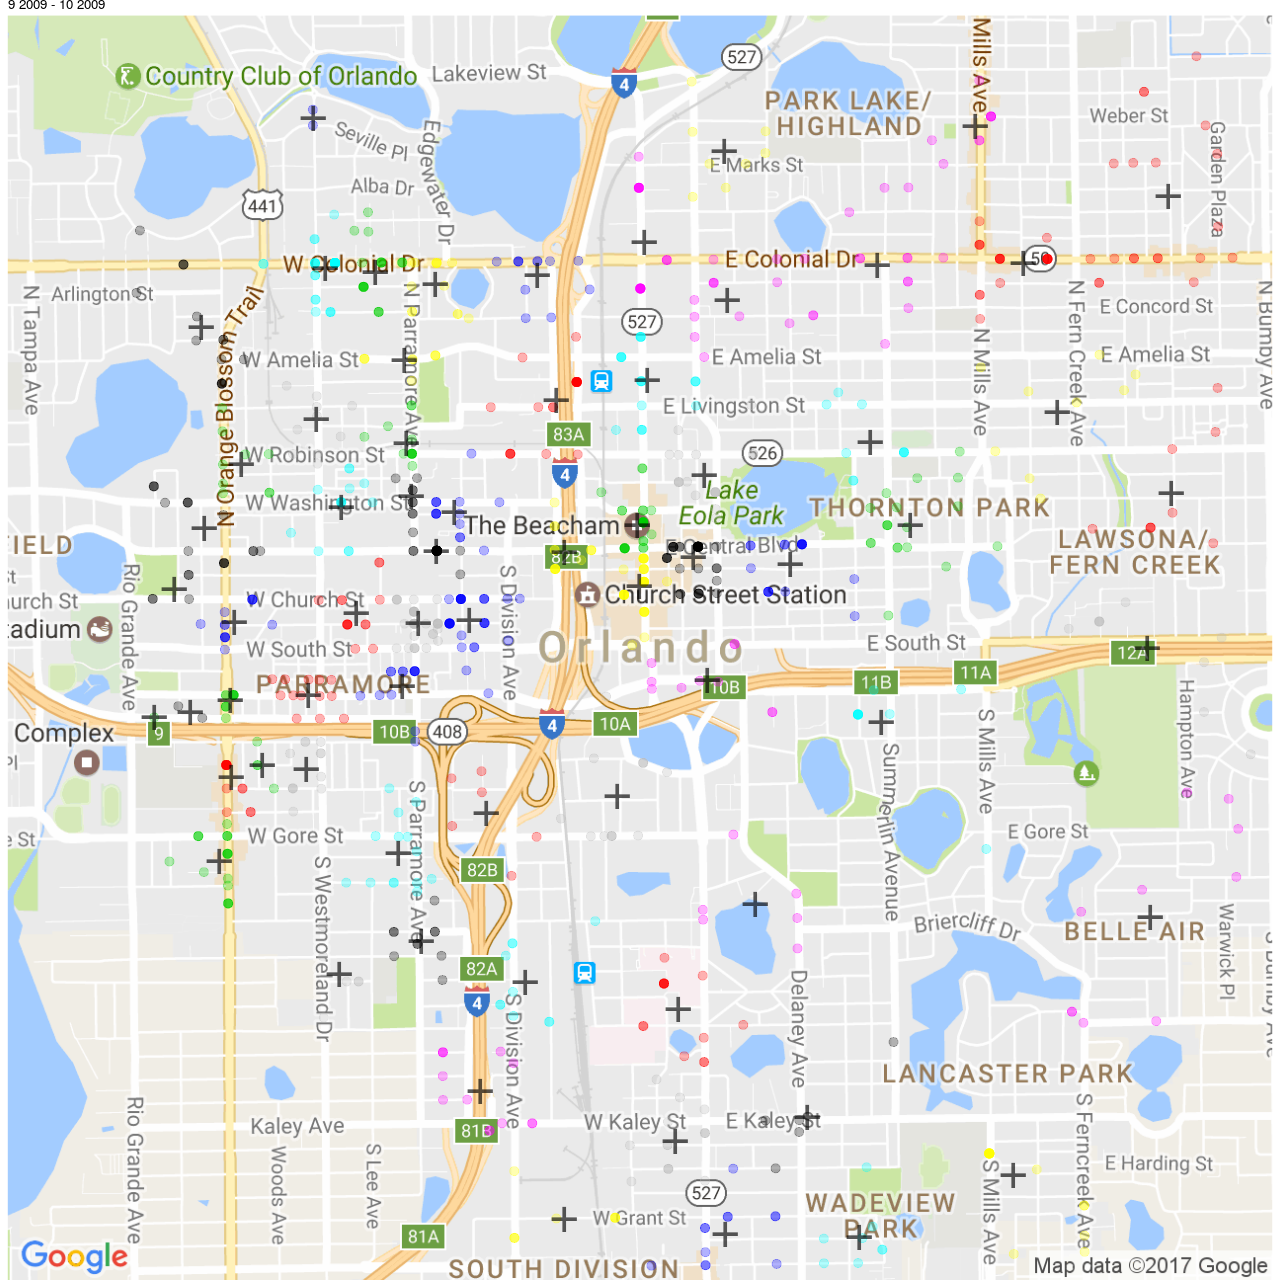 9 2009 - 10 2009
527
4
Mills Ave
Country Club of Orlando
Lakeview St
PARK LAKE/
HIGHLAND
Weber St
Garden Plaza
Seville Pl
Edgewater Dr
E Marks St
Alba Dr
441
W Colonial Dr
E Colonial Dr
50
N Tampa Ave
Arlington St
N Orange Blossom Trail
N Parramore Ave
527
N Mills Ave
N Fern Creek Ave
E Concord St
N Bumby Ave
W Amelia St
E Amelia St
E Amelia St
E Livingston St
83A
W Robinson St
526
4
Lake
Eola Park
W Washington St
THORNTON PARK
The Beacham
E Central Blvd
LAWSONA/
FERN CREEK
FIELD
82B
Rio Grande Ave
S Division Ave
W Church St
Church Street Station
Orlando
W South St
E South St
12A
11A
11B
10B
PARRAMORE
Hampton Ave
9
10B
408
4
10A
Complex
S Mills Ave
Summerlin Avenue
S Parramore Ave
W Gore St
E Gore St
S Westmoreland Dr
82B
Briercliff Dr
BELLE AIR
Warwick Pl
S Bumby Ave
82A
4
S Division Ave
Delaney Ave
LANCASTER PARK
Rio Grande Ave
Kaley Ave
81B
W Kaley St
E Kaley St
S Ferncreek Ave
Woods Ave
S Lee Ave
E Harding St
S Mills Ave
527
WADEVIEW
PARK
W Grant St
81A
SOUTH DIVISION
Google
Map data ©2017 Google